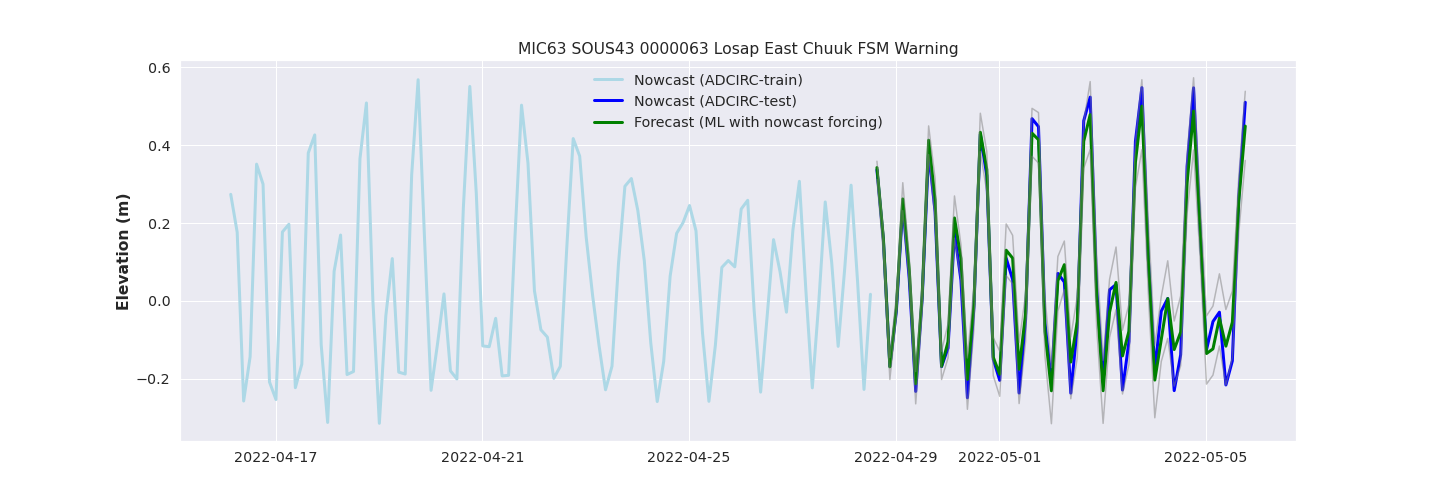 MIC63 SOUS43 0000063 Losap East Chuuk FSM Warning
0.6
0.4
0.2
0.0
−0.2
Elevation (m)
Nowcast (ADCIRC-train)
Nowcast (ADCIRC-test)
Forecast (ML with nowcast forcing)
2022-04-17
2022-04-21
2022-04-25
2022-04-29
2022-05-01
2022-05-05